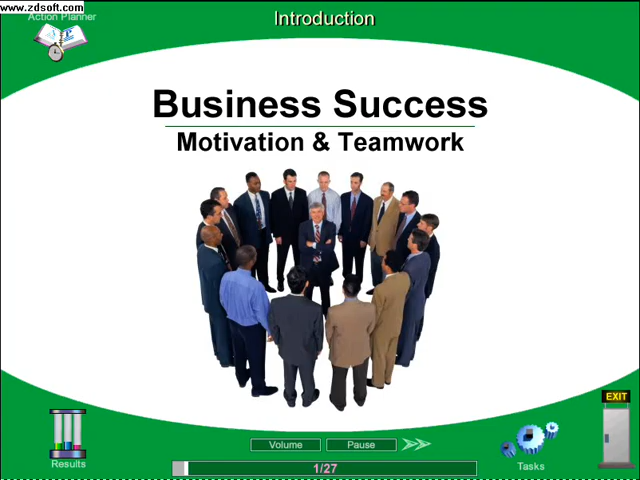 www.zdsoft.com
Action Planner
Introduction
Business Success
Motivation & Teamwork
EXIT
Volume
Pause
Results
Tasks
1/27